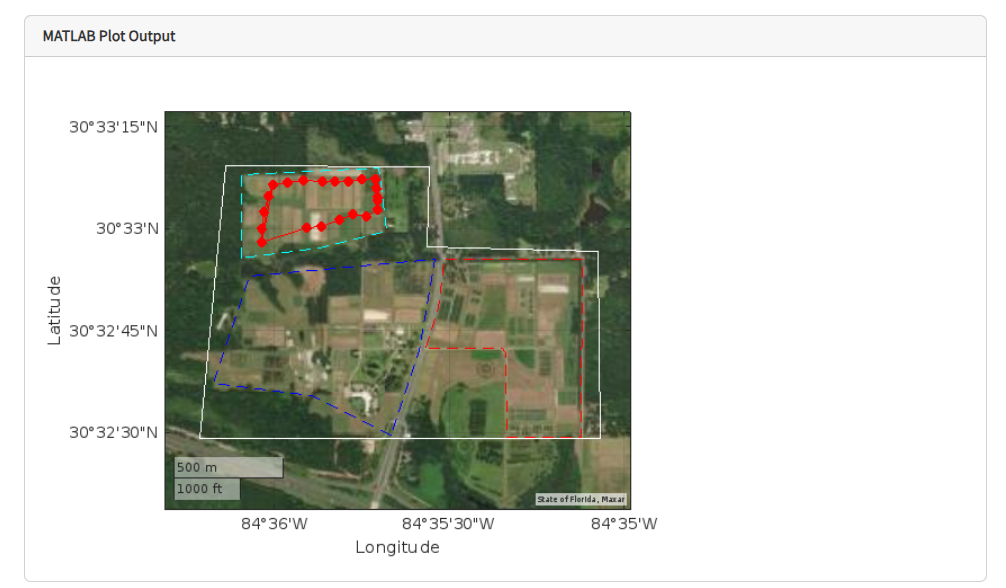 MATLAB Plot Output
30°33'15"N
30°33'N
30°32'45"N
30°32'30"N
Latitude
500 m
1000 ft
State of Florida, Maxar
84°36'W
84°35'30"W
84°35'W
Longitude